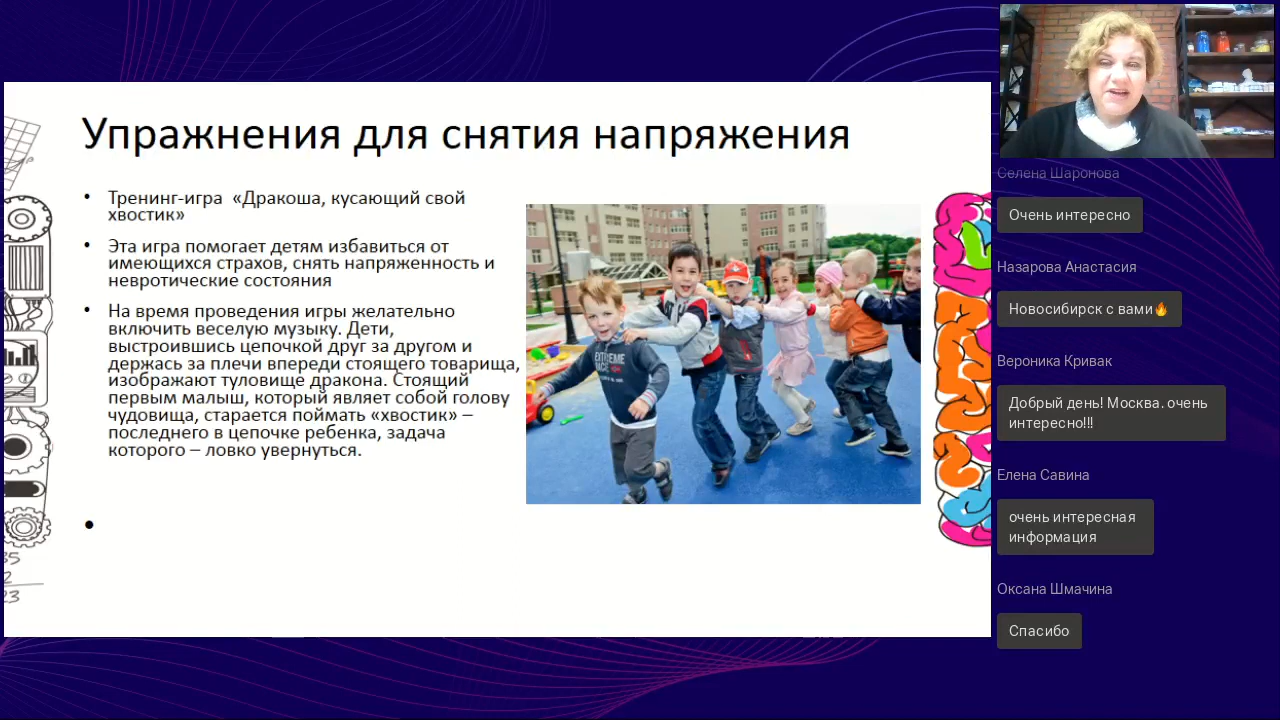 Упражнения для снятия напряжения
• Тренинг-игра «Дракоша, кусающий свой
хвостик»
• Эта игра помогает детям избавиться от
имеющихся страхов, снять напряженность и
невротические состояния
• На время проведения игры желательно
включить веселую музыку. Дети,
выстроившись цепочкой друг за другом и
держась за плечи впереди стоящего товарища,
изображают туловище дракона. Стоящий
первым малыш, который являет собой голову
чудовища, старается поймать «хвостик» –
последнего в цепочке ребенка, задача
которого – ловко увернуться.
•
EXTREME
Селена Шаронова
Очень интересно
Назарова Анастасия
Новосибирск с вами🔥
Вероника Кривак
Добрый день! Москва. очень
интересно!!!
Елена Савина
очень интересная
информация
Оксана Шмачина
Спасибо